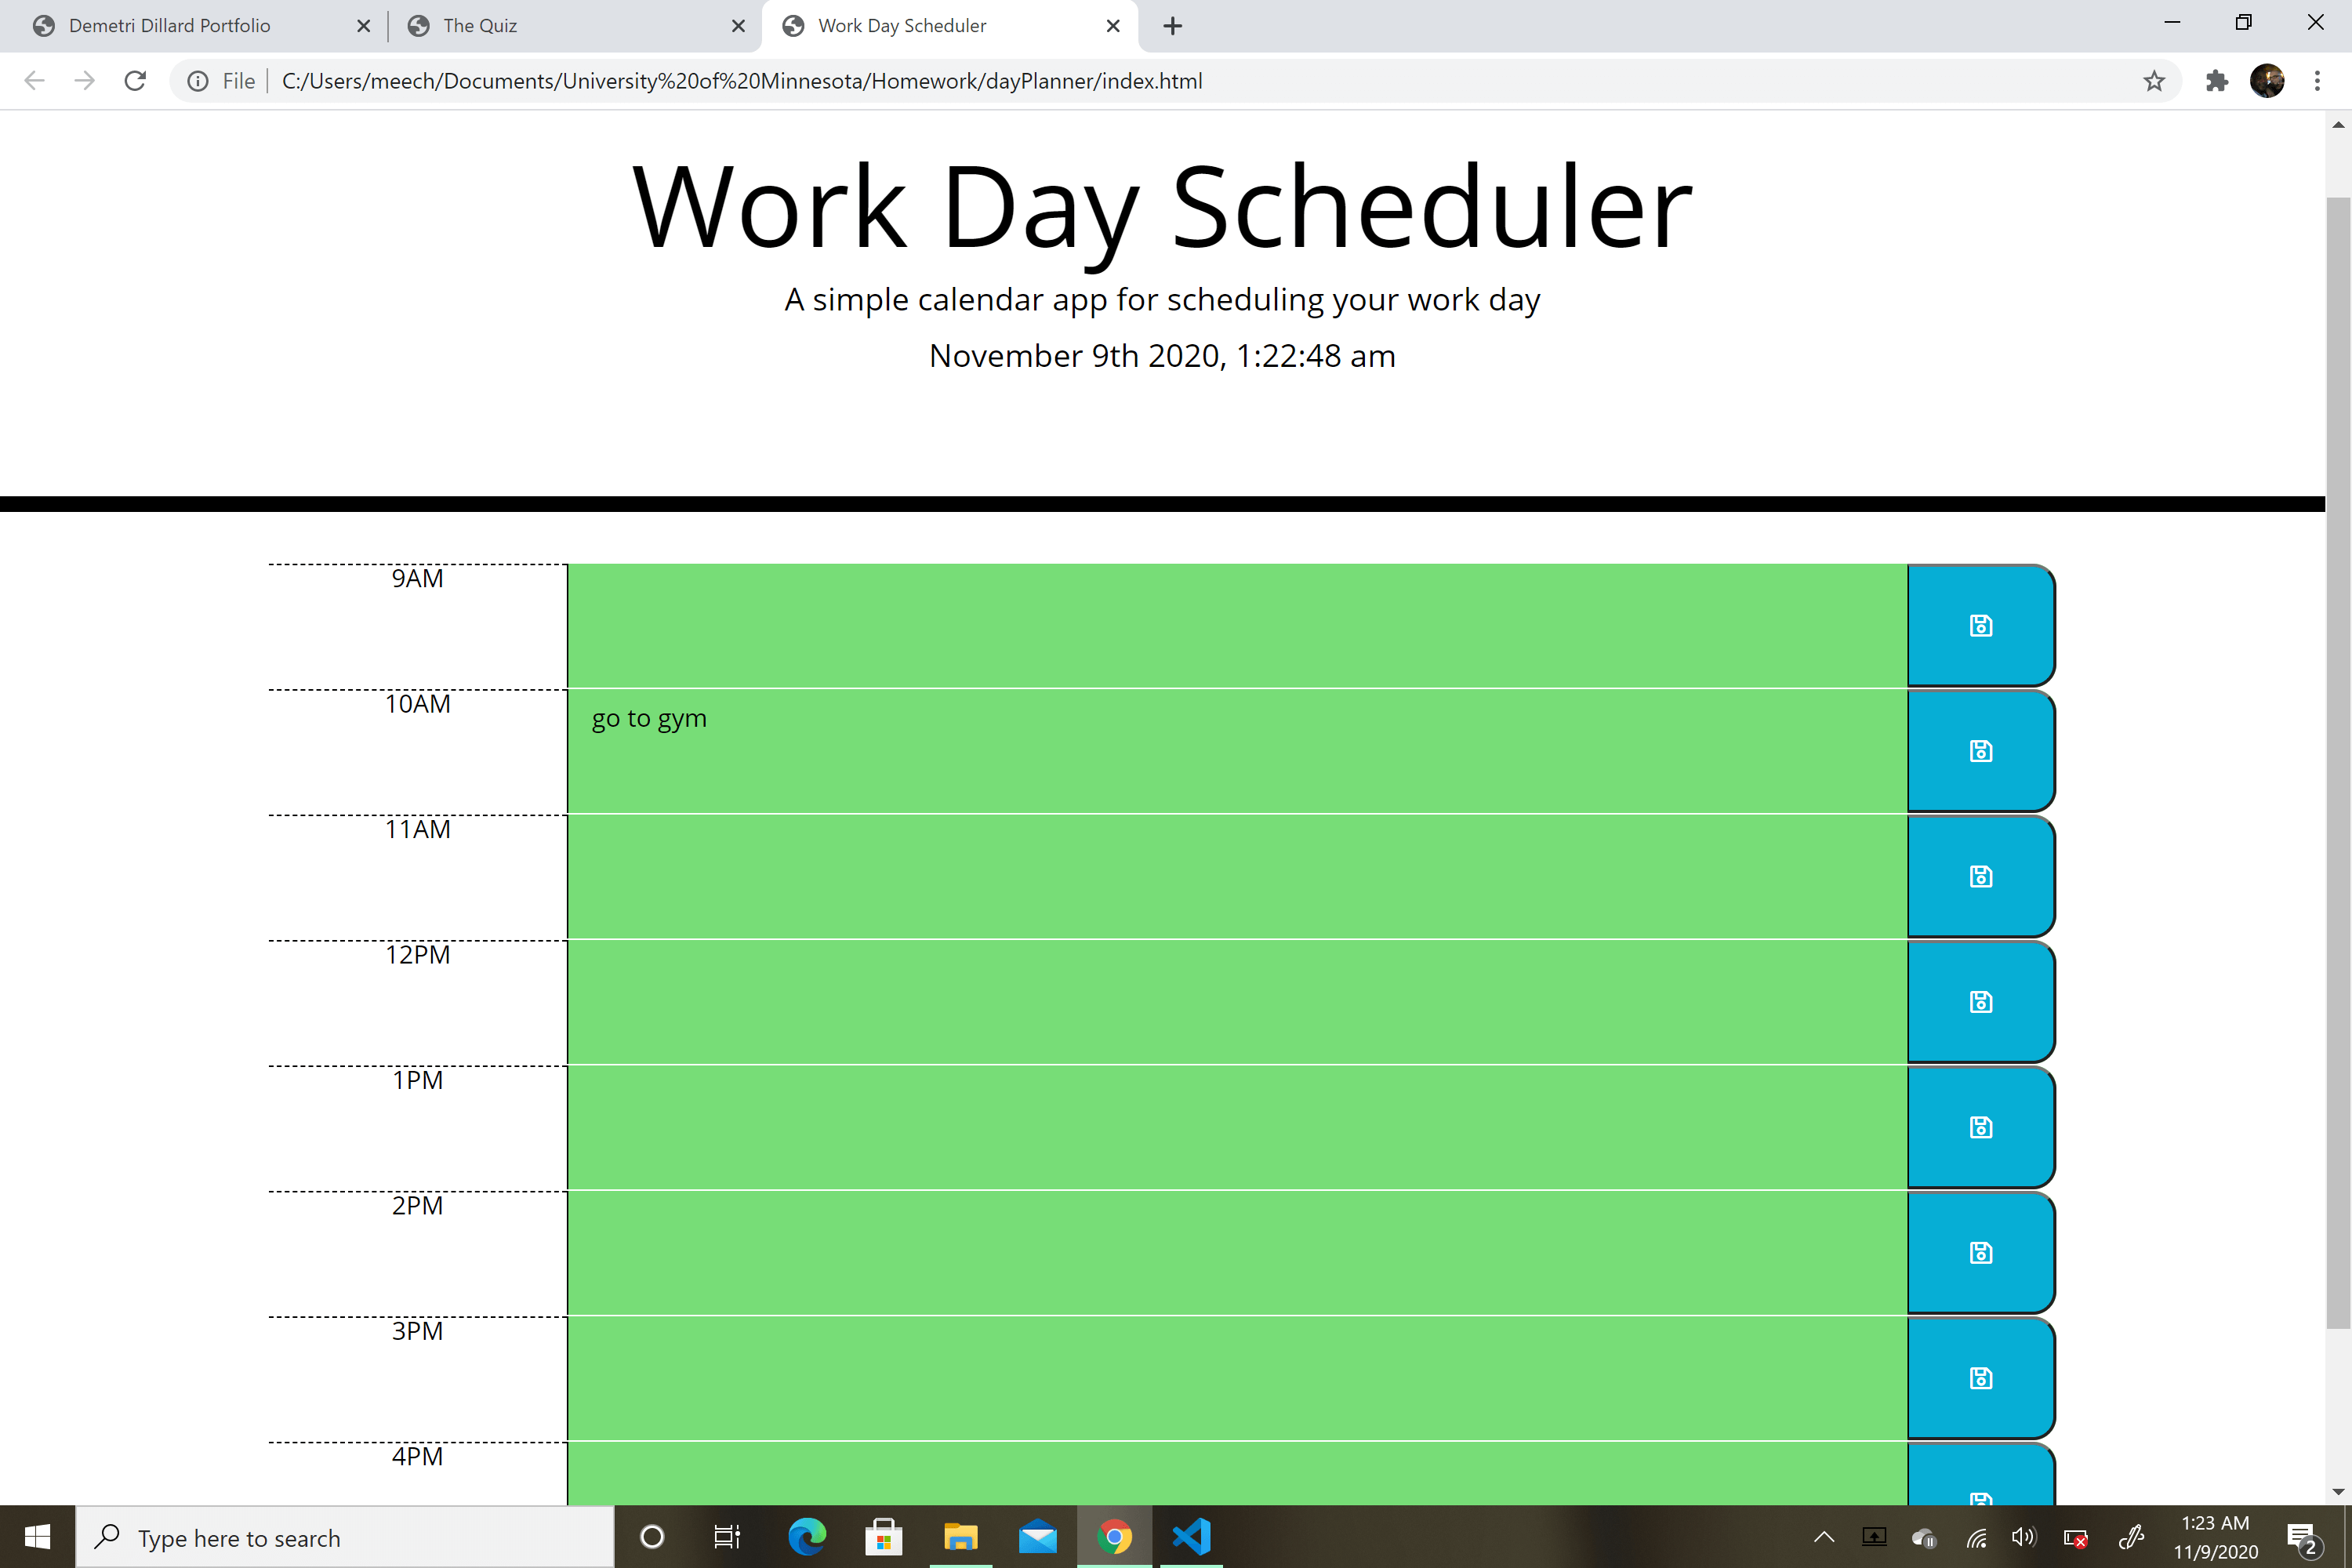 Demetri Dillard Portfolio
The Quiz
Work Day Scheduler
File
C:/Users/meech/Documents/University%20of%20Minnesota/Homework/dayPlanner/index.html
Work Day Scheduler
A simple calendar app for scheduling your work day
November 9th 2020, 1:22:48 am
9AM
10AM
go to gym
11AM
12PM
1PM
2PM
3PM
4PM
Type here to search
1:23 AM
11/9/2020
2